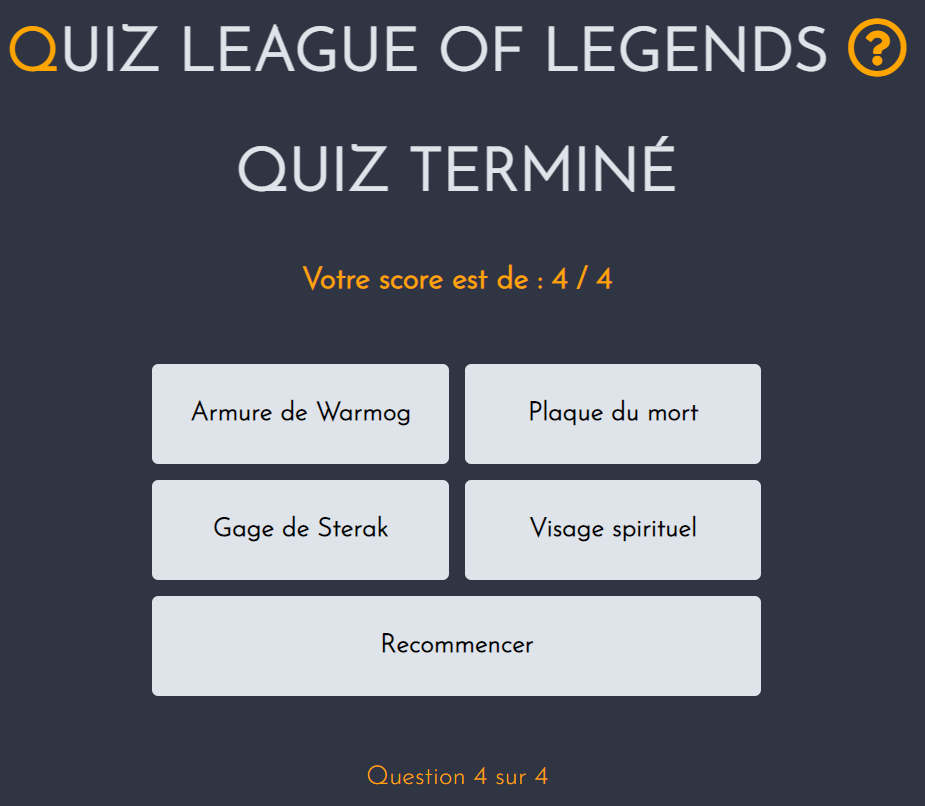 QUIZ LEAGUE OF LEGENDS ?
QUIZ TERMINÉ
Votre score est de : 4 / 4
Armure de Warmog
Plaque du mort
Gage de Sterak
Visage spirituel
Recommencer
Question 4 sur 4